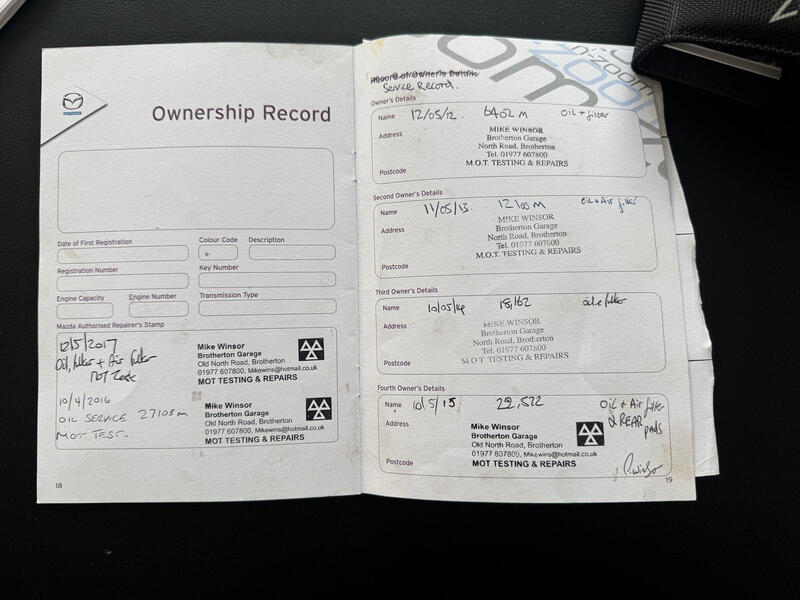 mazda
Ownership Record
Date of First Registration
Colour Code
Description
Registration Number
Key Number
Engine Capacity
Engine Number
Transmission Type
Mazda Authorised Repairer's Stamp
12/5/2017
Oil, filter + Air filter
MOT Test
Mike Winsor
Brotherton Garage
Old North Road, Brotherton
01977 607800, Mikewins@hotmail.co.uk
MOT TESTING & REPAIRS
10/4/2016
OIL SERVICE 27105 M
MOT TEST.
Mike Winsor
Brotherton Garage
Old North Road, Brotherton
01977 607800, Mikewins@hotmail.co.uk
MOT TESTING & REPAIRS
18
Record of Owner's Details
Service Record.
Owner's Details
Name 12/05/12. 6402 M Oil + filter
Address
MIKE WINSOR
Brotherton Garage
North Road, Brotherton
Tel. 01977 607800
M.O.T. TESTING & REPAIRS
Postcode
Second Owner's Details
Name 11/05/13. 12100 M Oil + Air filter
Address
MIKE WINSOR
Brotherton Garage
North Road, Brotherton
Tel. 01977 607800
M.O.T. TESTING & REPAIRS
Postcode
Third Owner's Details
Name 10/05/14 18,162 oil e filter
Address
MIKE WINSOR
Brotherton Garage
North Road, Brotherton
Tel. 01977 607800
M.O.T. TESTING & REPAIRS
Postcode
Fourth Owner's Details
Name 10/5/15 22,522 Oil + Air filter
& REAR pads
Address
Mike Winsor
Brotherton Garage
Old North Road, Brotherton
01977 607800, Mikewins@hotmail.co.uk
MOT TESTING & REPAIRS
Postcode
19
zoom